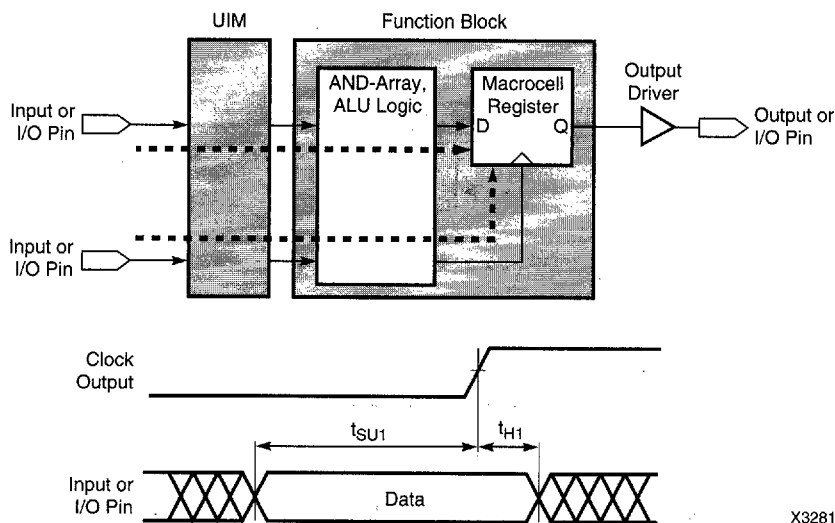 UIM
Function Block
AND-Array,
ALU Logic
Macrocell
Register
D
Q
Output
Driver
Input or
I/O Pin
Output or
I/O Pin
Input or
I/O Pin
Clock
Output
tSU1
tH1
Input or
I/O Pin
Data
X3281